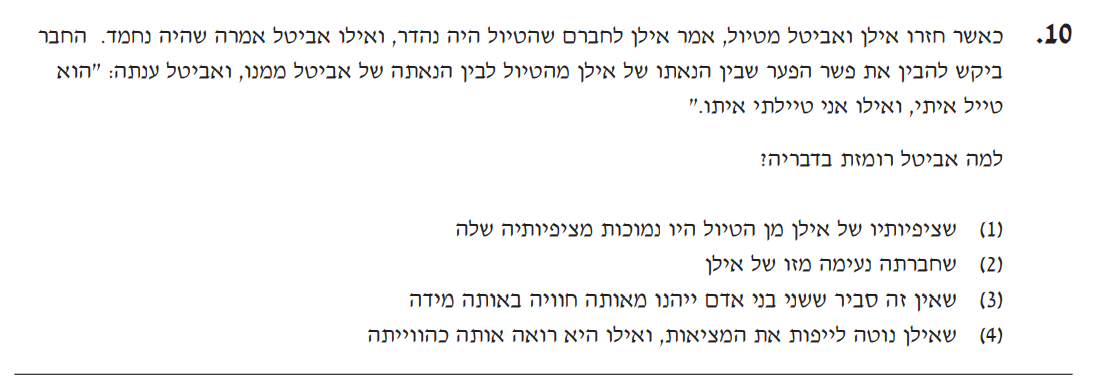 10. כאשר חזרו אילן ואביטל מטיול, אמר אילן לחברם שהטיול היה נהדר, ואילו אביטל אמרה שהיה נחמד. החבר
ביקש להבין את פשר הפער שבין הנאתו של אילן מהטיול לבין הנאתה של אביטל ממנו, ואביטל ענתה: "הוא
טייל איתי, ואילו אני טיילתי איתו."
למה אביטל רומזת בדבריה?
(1) שציפיותיו של אילן מן הטיול היו נמוכות מציפיותיה שלה
(2) שחברתה נעימה מזו של אילן
(3) שאין זה סביר ששני בני אדם ייהנו מאותה חוויה באותה מידה
(4) שאילן נוטה לייפות את המציאות, ואילו היא רואה אותה כהווייתה